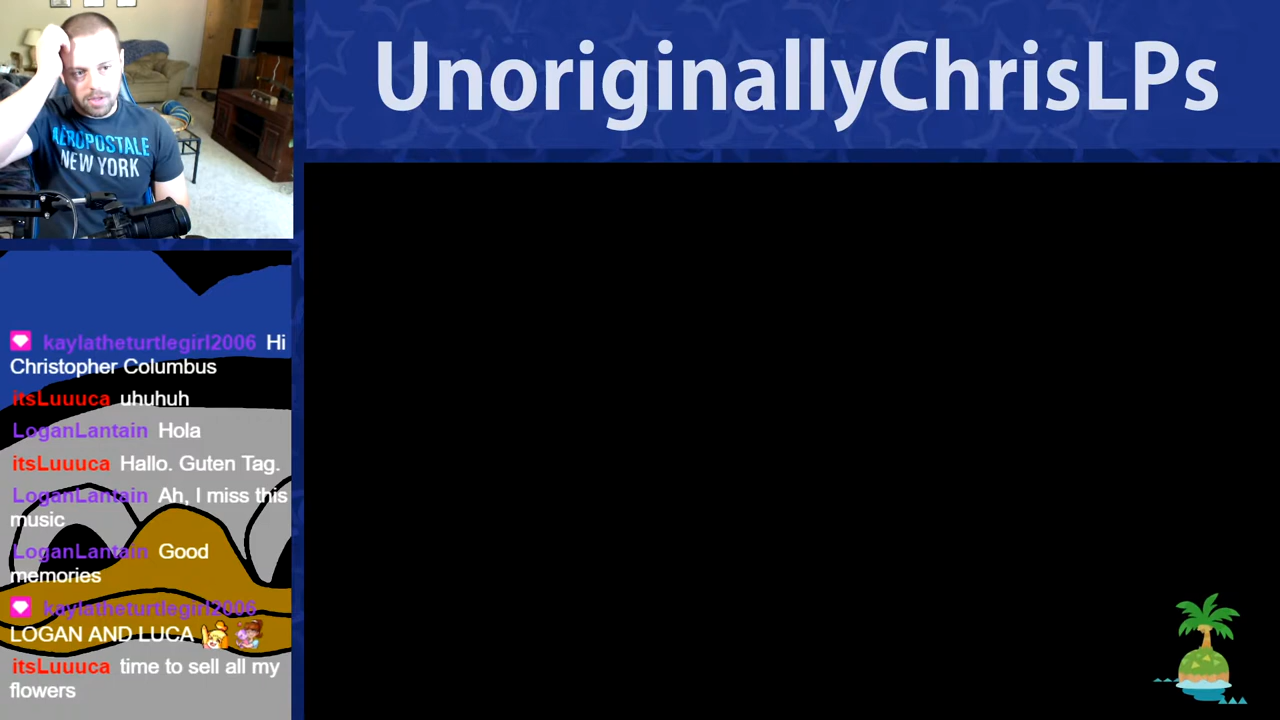 UnoriginallyChrisLPs
AÉROPOSTALE
NEW YORK
kaylatheturtlegirl2006 Hi
Christopher Columbus
itsLuuuca uhuhuh
LoganLantain Hola
itsLuuuca Hallo. Guten Tag.
LoganLantain Ah, I miss this
music
LoganLantain Good
memories
kaylatheturtlegirl2006
LOGAN AND LUCA
itsLuuuca time to sell all my
flowers